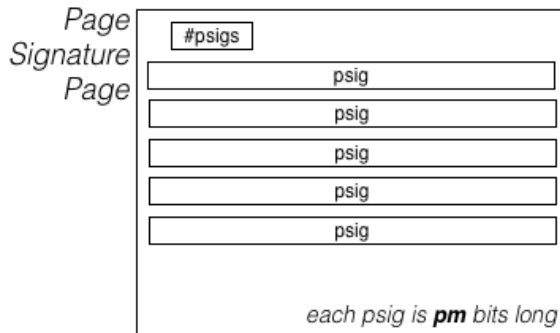 Page
Signature
Page
#psigs
psig
psig
psig
psig
psig
each psig is pm bits long